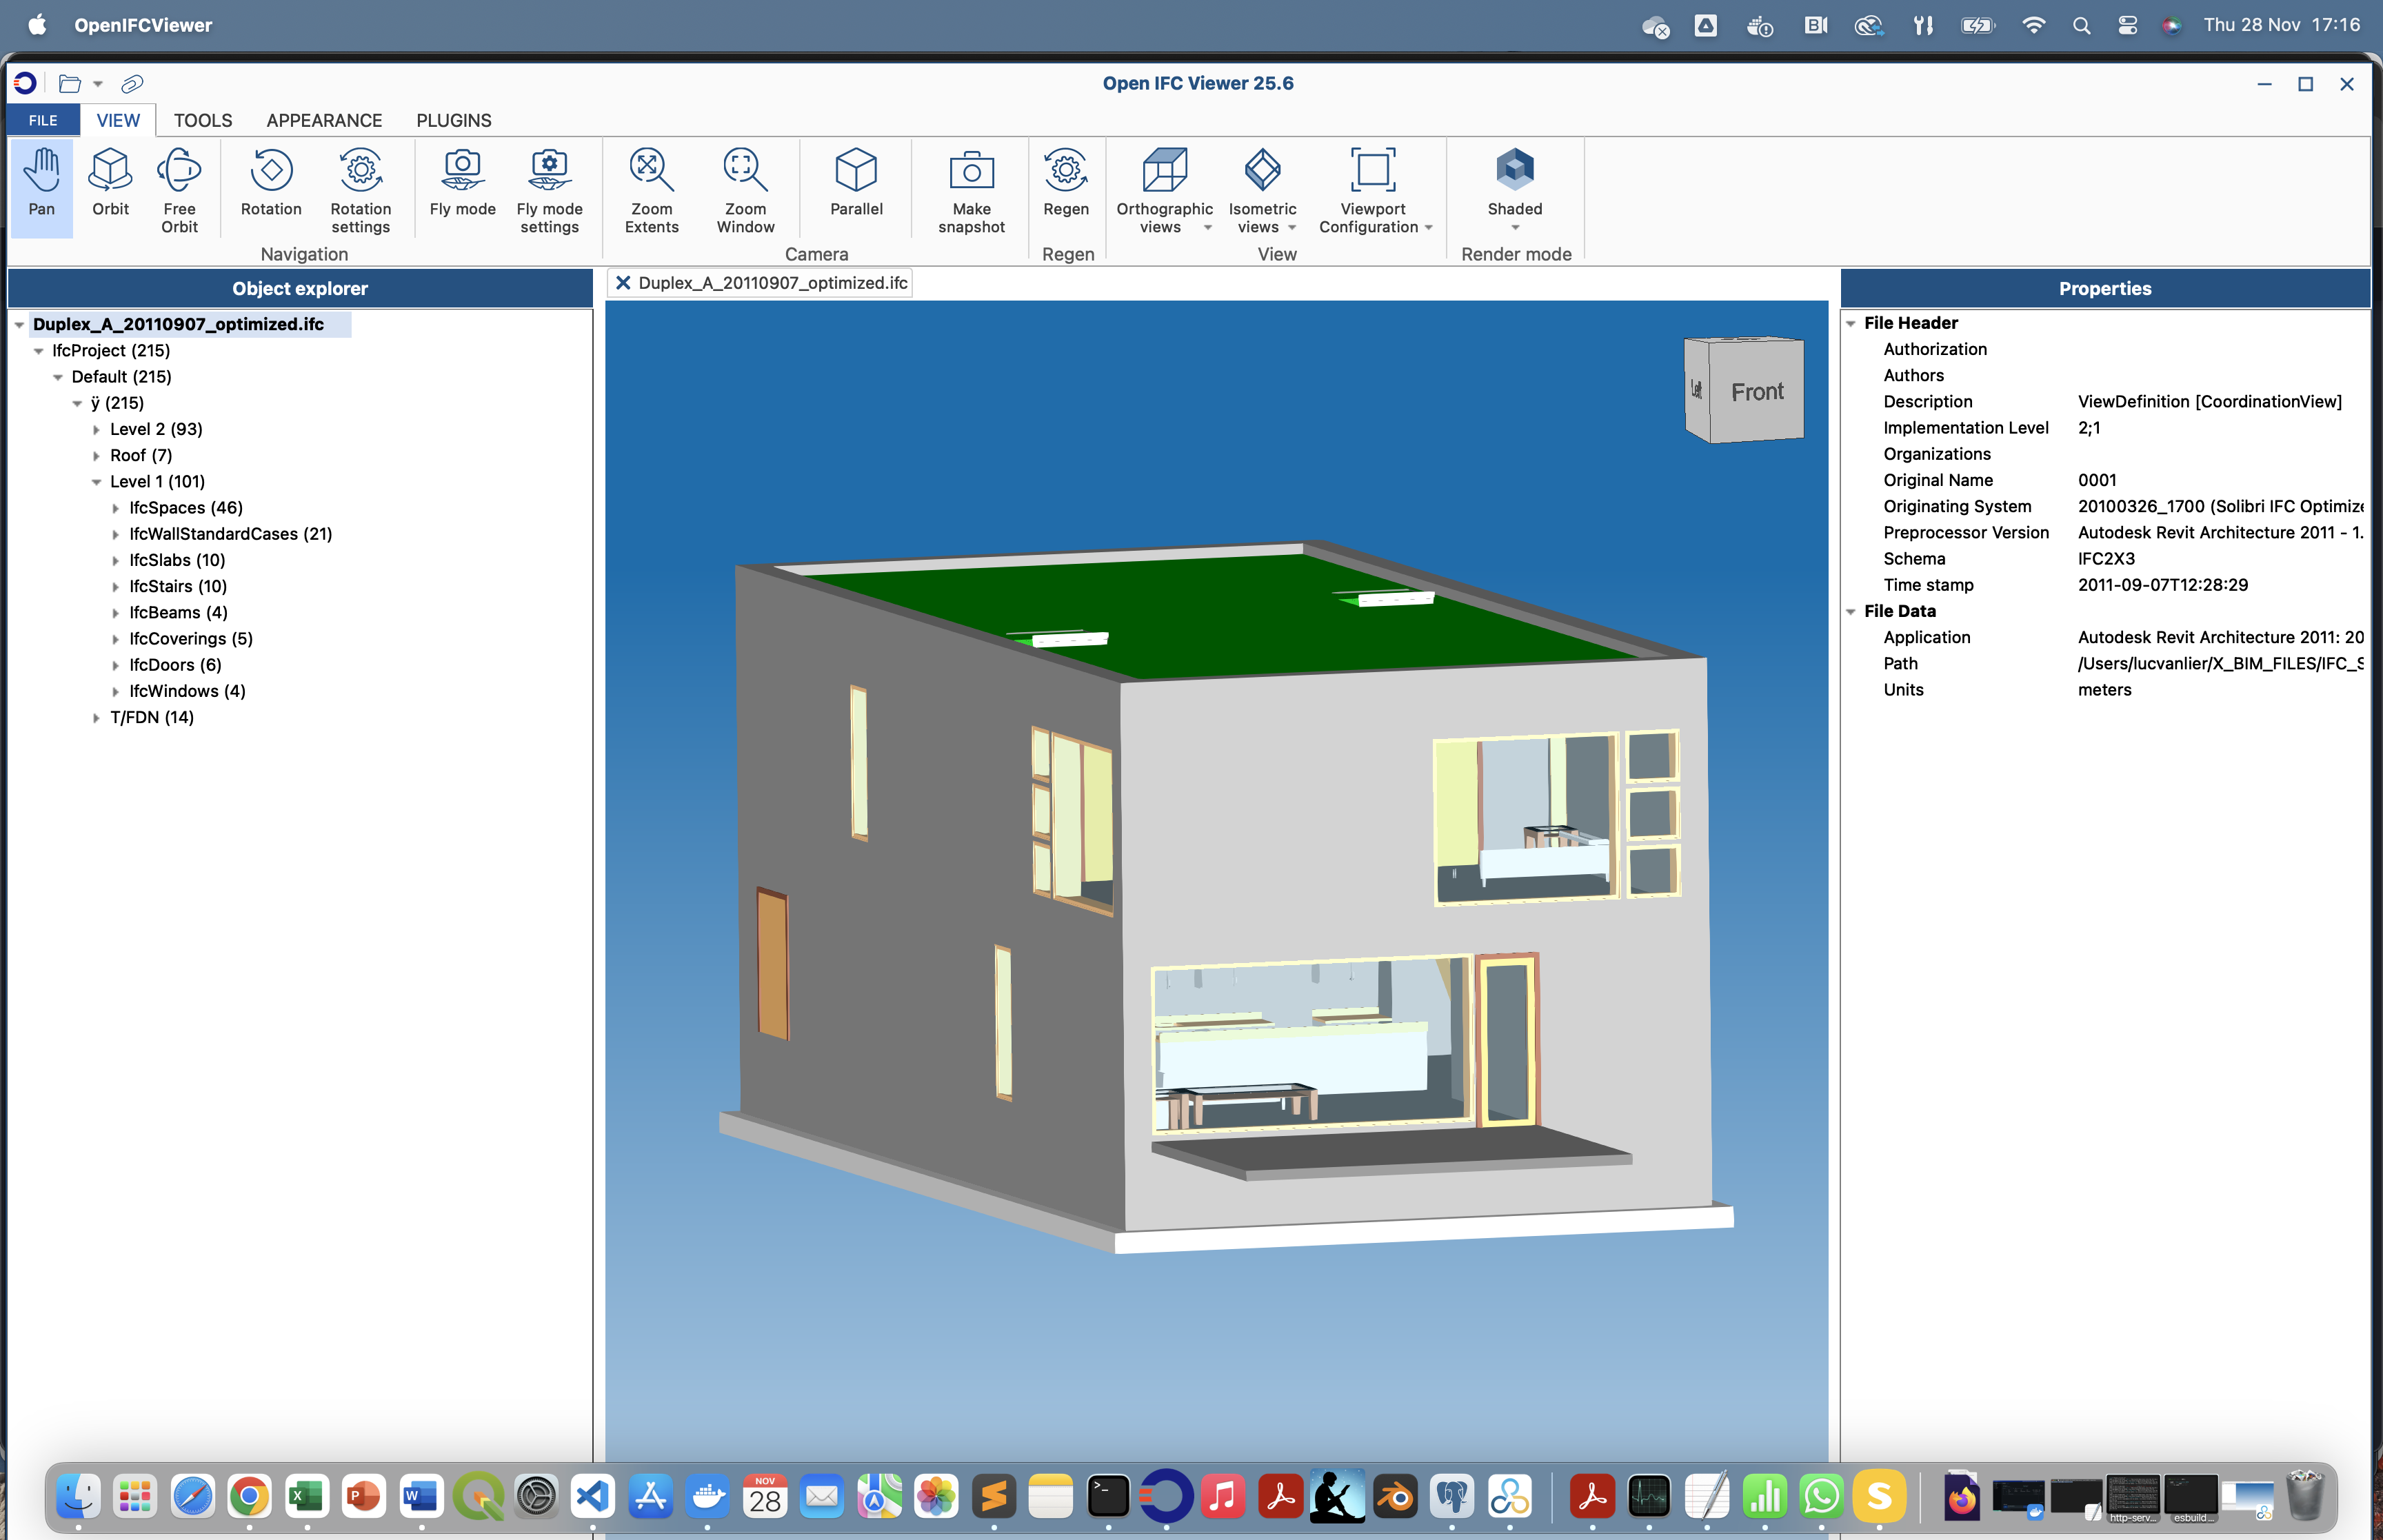 OpenIFCViewer
Thu 28 Nov 17:16
Open IFC Viewer 25.6
FILE VIEW TOOLS APPEARANCE PLUGINS
Pan
Orbit
Free Orbit
Rotation
Rotation settings
Fly mode
Fly mode settings
Navigation
Zoom Extents
Zoom Window
Parallel
Make snapshot
Camera
Regen
Regen
Orthographic views
Isometric views
Viewport Configuration
View
Shaded
Render mode
Object explorer
Duplex_A_20110907_optimized.ifc
IfcProject (215)
Default (215)
ÿ (215)
Level 2 (93)
Roof (7)
Level 1 (101)
IfcSpaces (46)
IfcWallStandardCases (21)
IfcSlabs (10)
IfcStairs (10)
IfcBeams (4)
IfcCoverings (5)
IfcDoors (6)
IfcWindows (4)
T/FDN (14)
Duplex_A_20110907_optimized.ifc
Left
Front
Properties
File Header
Authorization
Authors
Description ViewDefinition [CoordinationView]
Implementation Level 2;1
Organizations
Original Name 0001
Originating System 20100326_1700 (Solibri IFC Optimize
Preprocessor Version Autodesk Revit Architecture 2011 - 1.
Schema IFC2X3
Time stamp 2011-09-07T12:28:29
File Data
Application Autodesk Revit Architecture 2011: 20
Path /Users/lucvanlier/X_BIM_FILES/IFC_S
Units meters
NOV
28
http-serv...
esbuild...